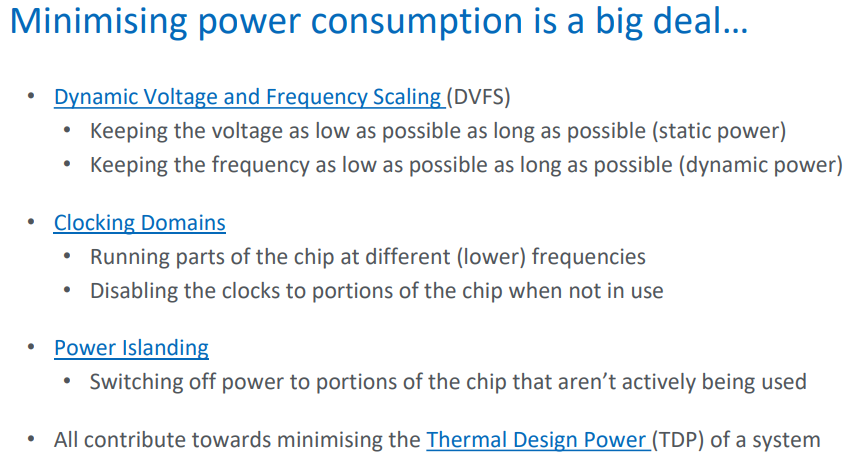 Minimising power consumption is a big deal...
• Dynamic Voltage and Frequency Scaling (DVFS)
• Keeping the voltage as low as possible as long as possible (static power)
• Keeping the frequency as low as possible as long as possible (dynamic power)
• Clocking Domains
• Running parts of the chip at different (lower) frequencies
• Disabling the clocks to portions of the chip when not in use
• Power Islanding
• Switching off power to portions of the chip that aren't actively being used
• All contribute towards minimising the Thermal Design Power (TDP) of a system